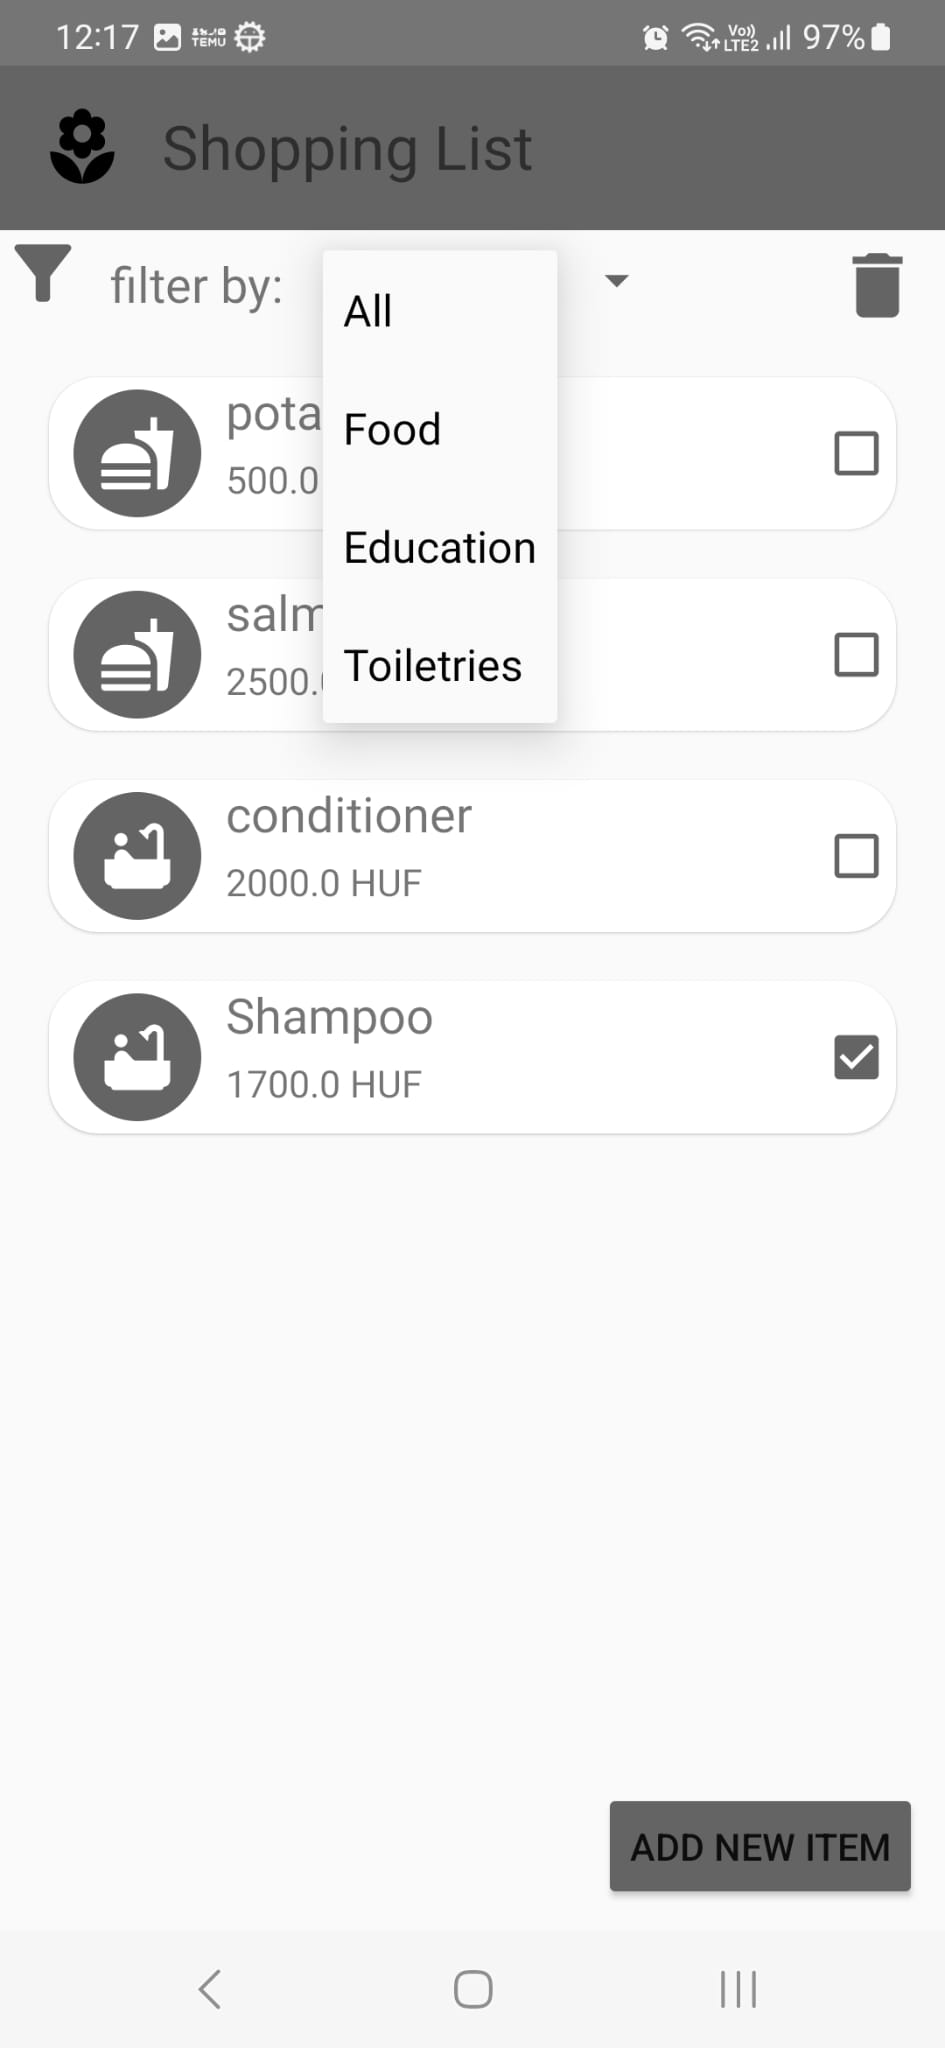 12:17 TEMU Vo)) LTE2 97%
Shopping List
filter by:
All
Food
Education
Toiletries
pota
500.0
salm
2500.
conditioner
2000.0 HUF
Shampoo
1700.0 HUF
ADD NEW ITEM